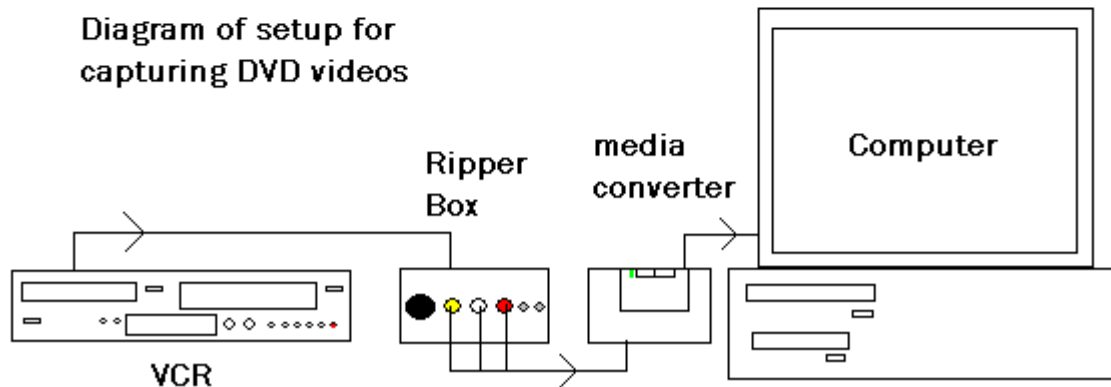 Diagram of setup for
capturing DVD videos
Ripper
Box
media
converter
Computer
VCR